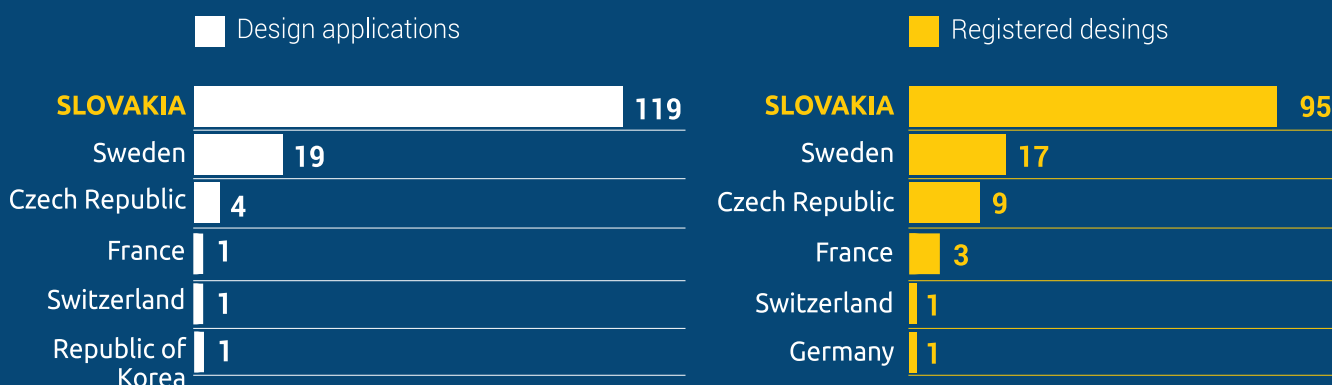 Design applications
SLOVAKIA 119
Sweden 19
Czech Republic 4
France 1
Switzerland 1
Republic of
Korea 1
Registered desings
SLOVAKIA 95
Sweden 17
Czech Republic 9
France 3
Switzerland 1
Germany 1